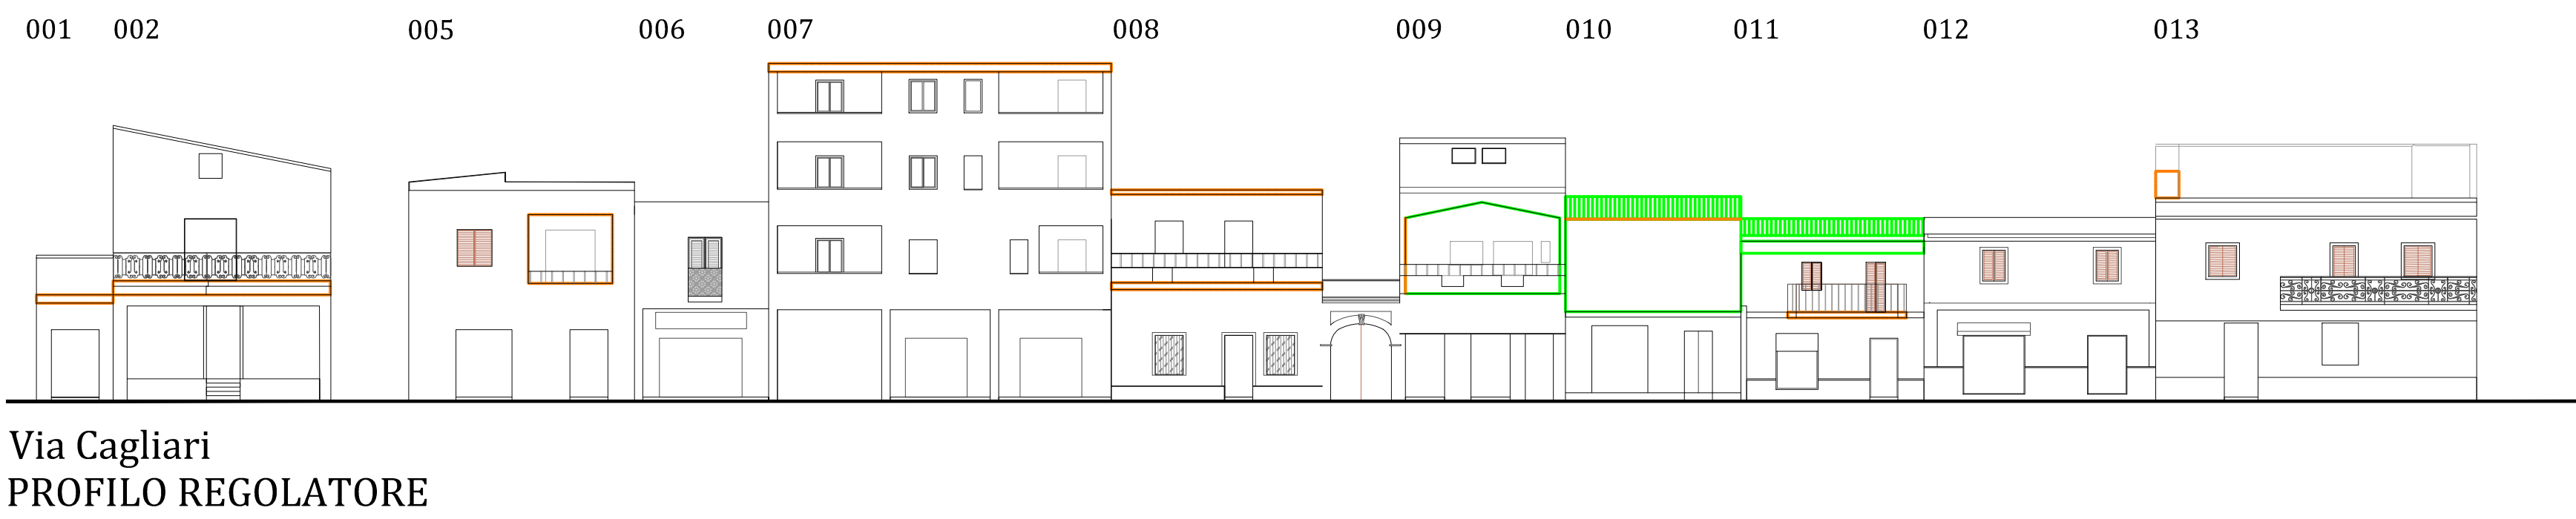 001 002 005 006 007 008 009 010 011 012 013
Via Cagliari
PROFILO REGOLATORE